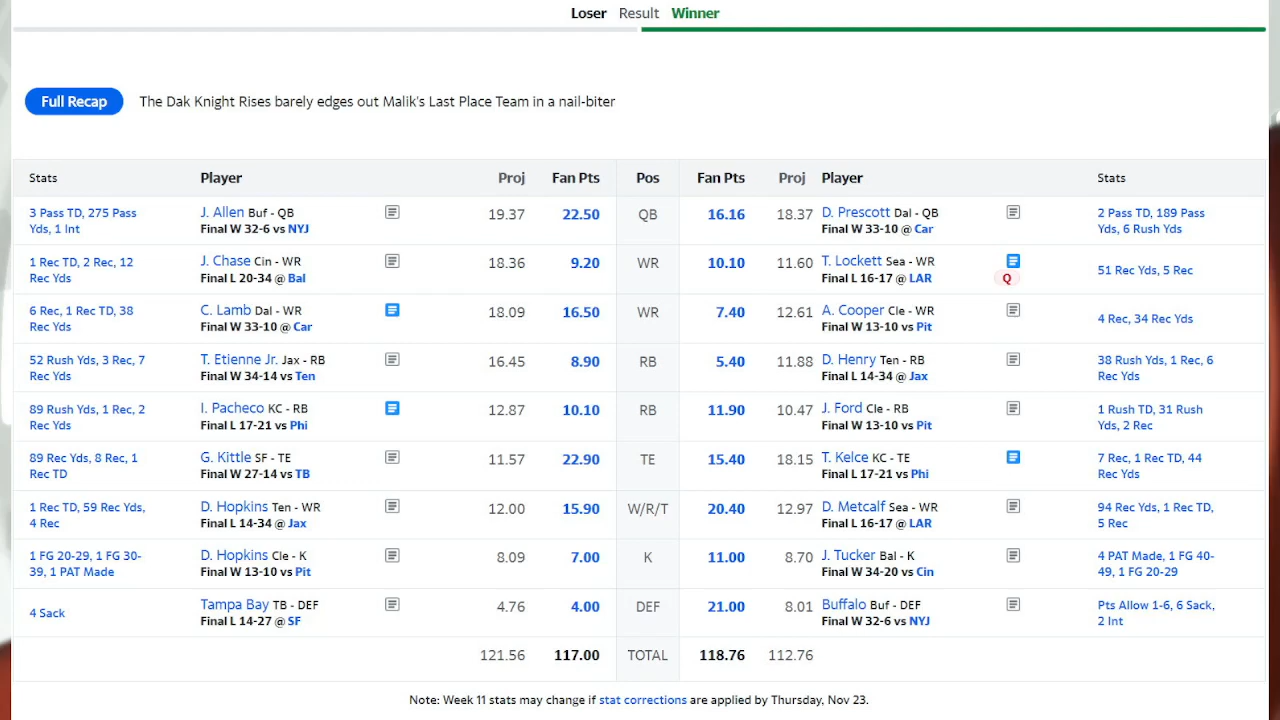 Loser Result Winner
Full Recap The Dak Knight Rises barely edges out Malik's Last Place Team in a nail-biter
Stats Player Proj Fan Pts Pos Fan Pts Proj Player Stats
3 Pass TD, 275 Pass J. Allen Buf - QB 19.37 22.50 QB 16.16 18.37 D. Prescott Dal - QB 2 Pass TD, 189 Pass
Yds, 1 Int Final W 32-6 vs NYJ Final W 33-10 @ Car Yds, 6 Rush Yds
1 Rec TD, 2 Rec, 12 J. Chase Cin - WR 18.36 9.20 WR 10.10 11.60 T. Lockett Sea - WR 51 Rec Yds, 5 Rec
Rec Yds Final L 20-34 @ Bal Final L 16-17 @ LAR Q
6 Rec, 1 Rec TD, 38 C. Lamb Dal - WR 18.09 16.50 WR 7.40 12.61 A. Cooper Cle - WR 4 Rec, 34 Rec Yds
Rec Yds Final W 33-10 @ Car Final W 13-10 vs Pit
52 Rush Yds, 3 Rec, 7 T. Etienne Jr. Jax - RB 16.45 8.90 RB 5.40 11.88 D. Henry Ten - RB 38 Rush Yds, 1 Rec, 6
Rec Yds Final W 34-14 vs Ten Final L 14-34 @ Jax Rec Yds
89 Rush Yds, 1 Rec, 2 I. Pacheco KC - RB 12.87 10.10 RB 11.90 10.47 J. Ford Cle - RB 1 Rush TD, 31 Rush
Rec Yds Final L 17-21 vs Phi Final W 13-10 vs Pit Yds, 2 Rec
89 Rec Yds, 8 Rec, 1 G. Kittle SF - TE 11.57 22.90 TE 15.40 18.15 T. Kelce KC - TE 7 Rec, 1 Rec TD, 44
Rec TD Final W 27-14 vs TB Final L 17-21 vs Phi Rec Yds
1 Rec TD, 59 Rec Yds, D. Hopkins Ten - WR 12.00 15.90 W/R/T 20.40 12.97 D. Metcalf Sea - WR 94 Rec Yds, 1 Rec TD,
4 Rec Final L 14-34 @ Jax Final L 16-17 @ LAR 5 Rec
1 FG 20-29, 1 FG 30- D. Hopkins Cle - K 8.09 7.00 K 11.00 8.70 J. Tucker Bal - K 4 PAT Made, 1 FG 40-
39, 1 PAT Made Final W 13-10 vs Pit Final W 34-20 vs Cin 49, 1 FG 20-29
4 Sack Tampa Bay TB - DEF 4.76 4.00 DEF 21.00 8.01 Buffalo Buf - DEF Pts Allow 1-6, 6 Sack,
Final L 14-27 @ SF Final W 32-6 vs NYJ 2 Int
121.56 117.00 TOTAL 118.76 112.76
Note: Week 11 stats may change if stat corrections are applied by Thursday, Nov 23.